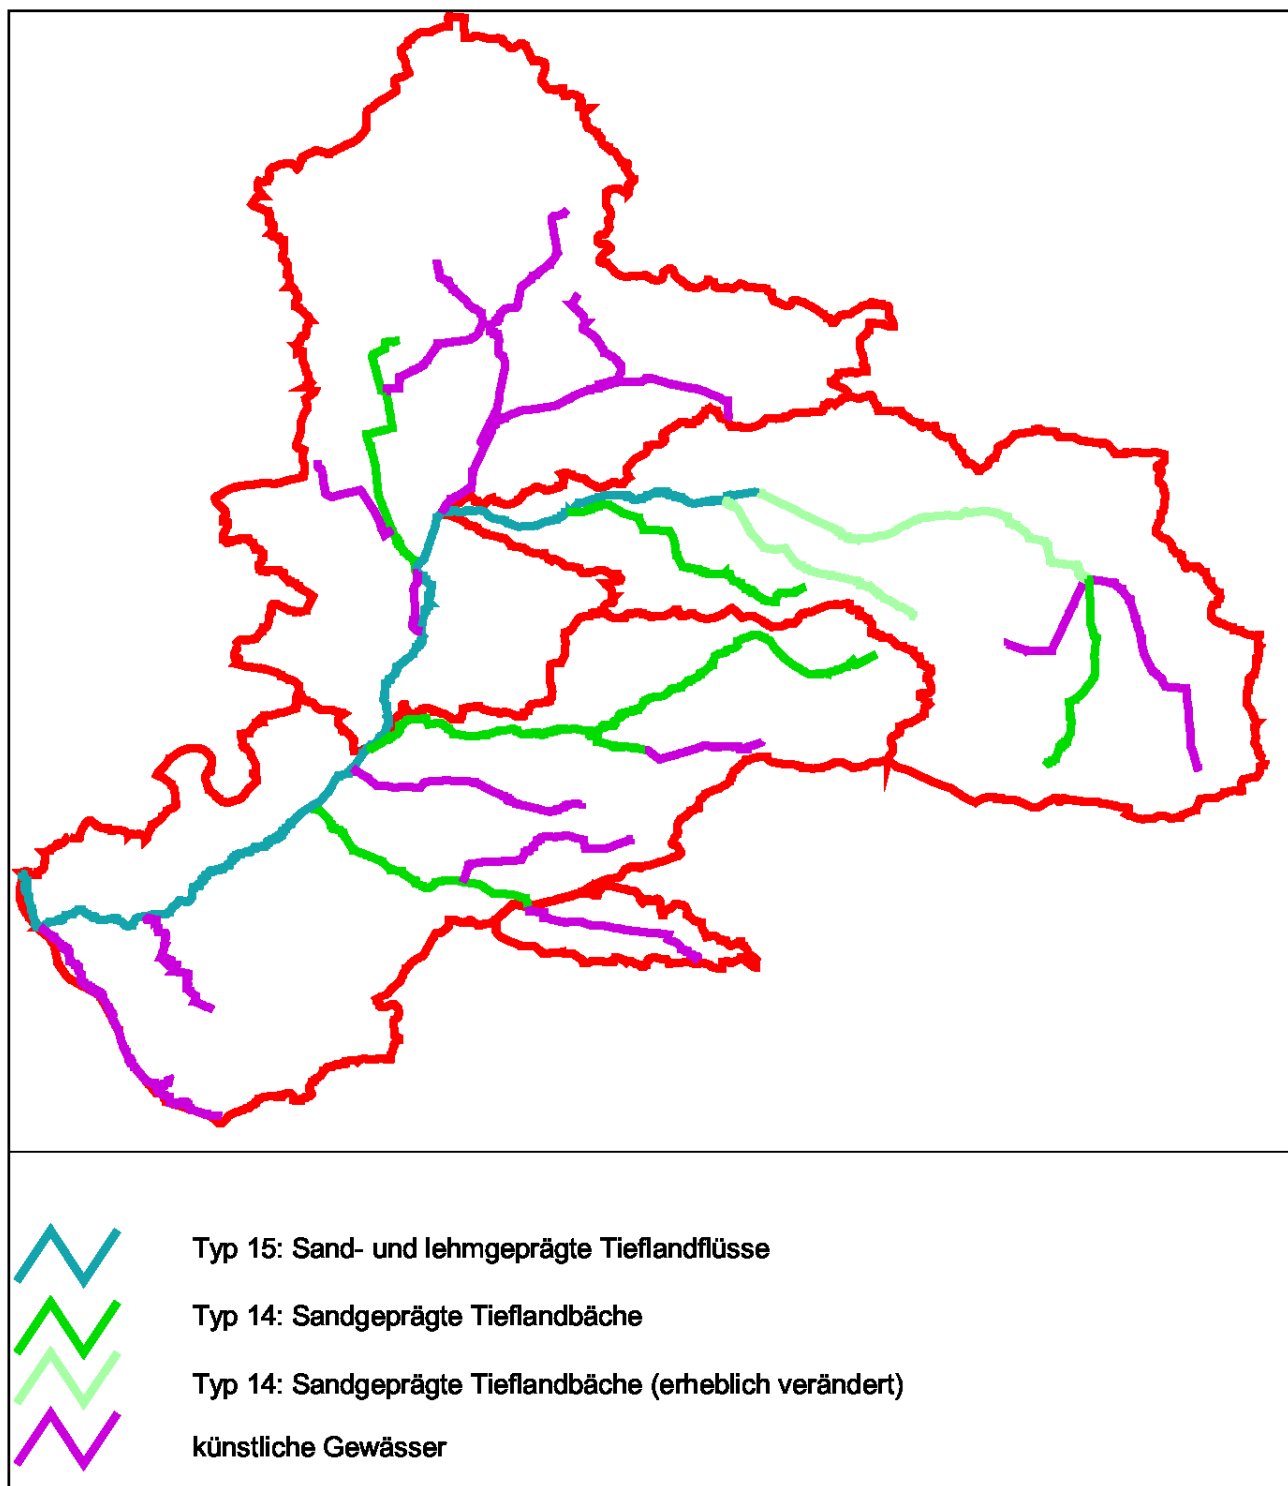 Typ 15: Sand- und lehmgeprägte Tieflandflüsse
Typ 14: Sandgeprägte Tieflandbäche
Typ 14: Sandgeprägte Tieflandbäche (erheblich verändert)
künstliche Gewässer